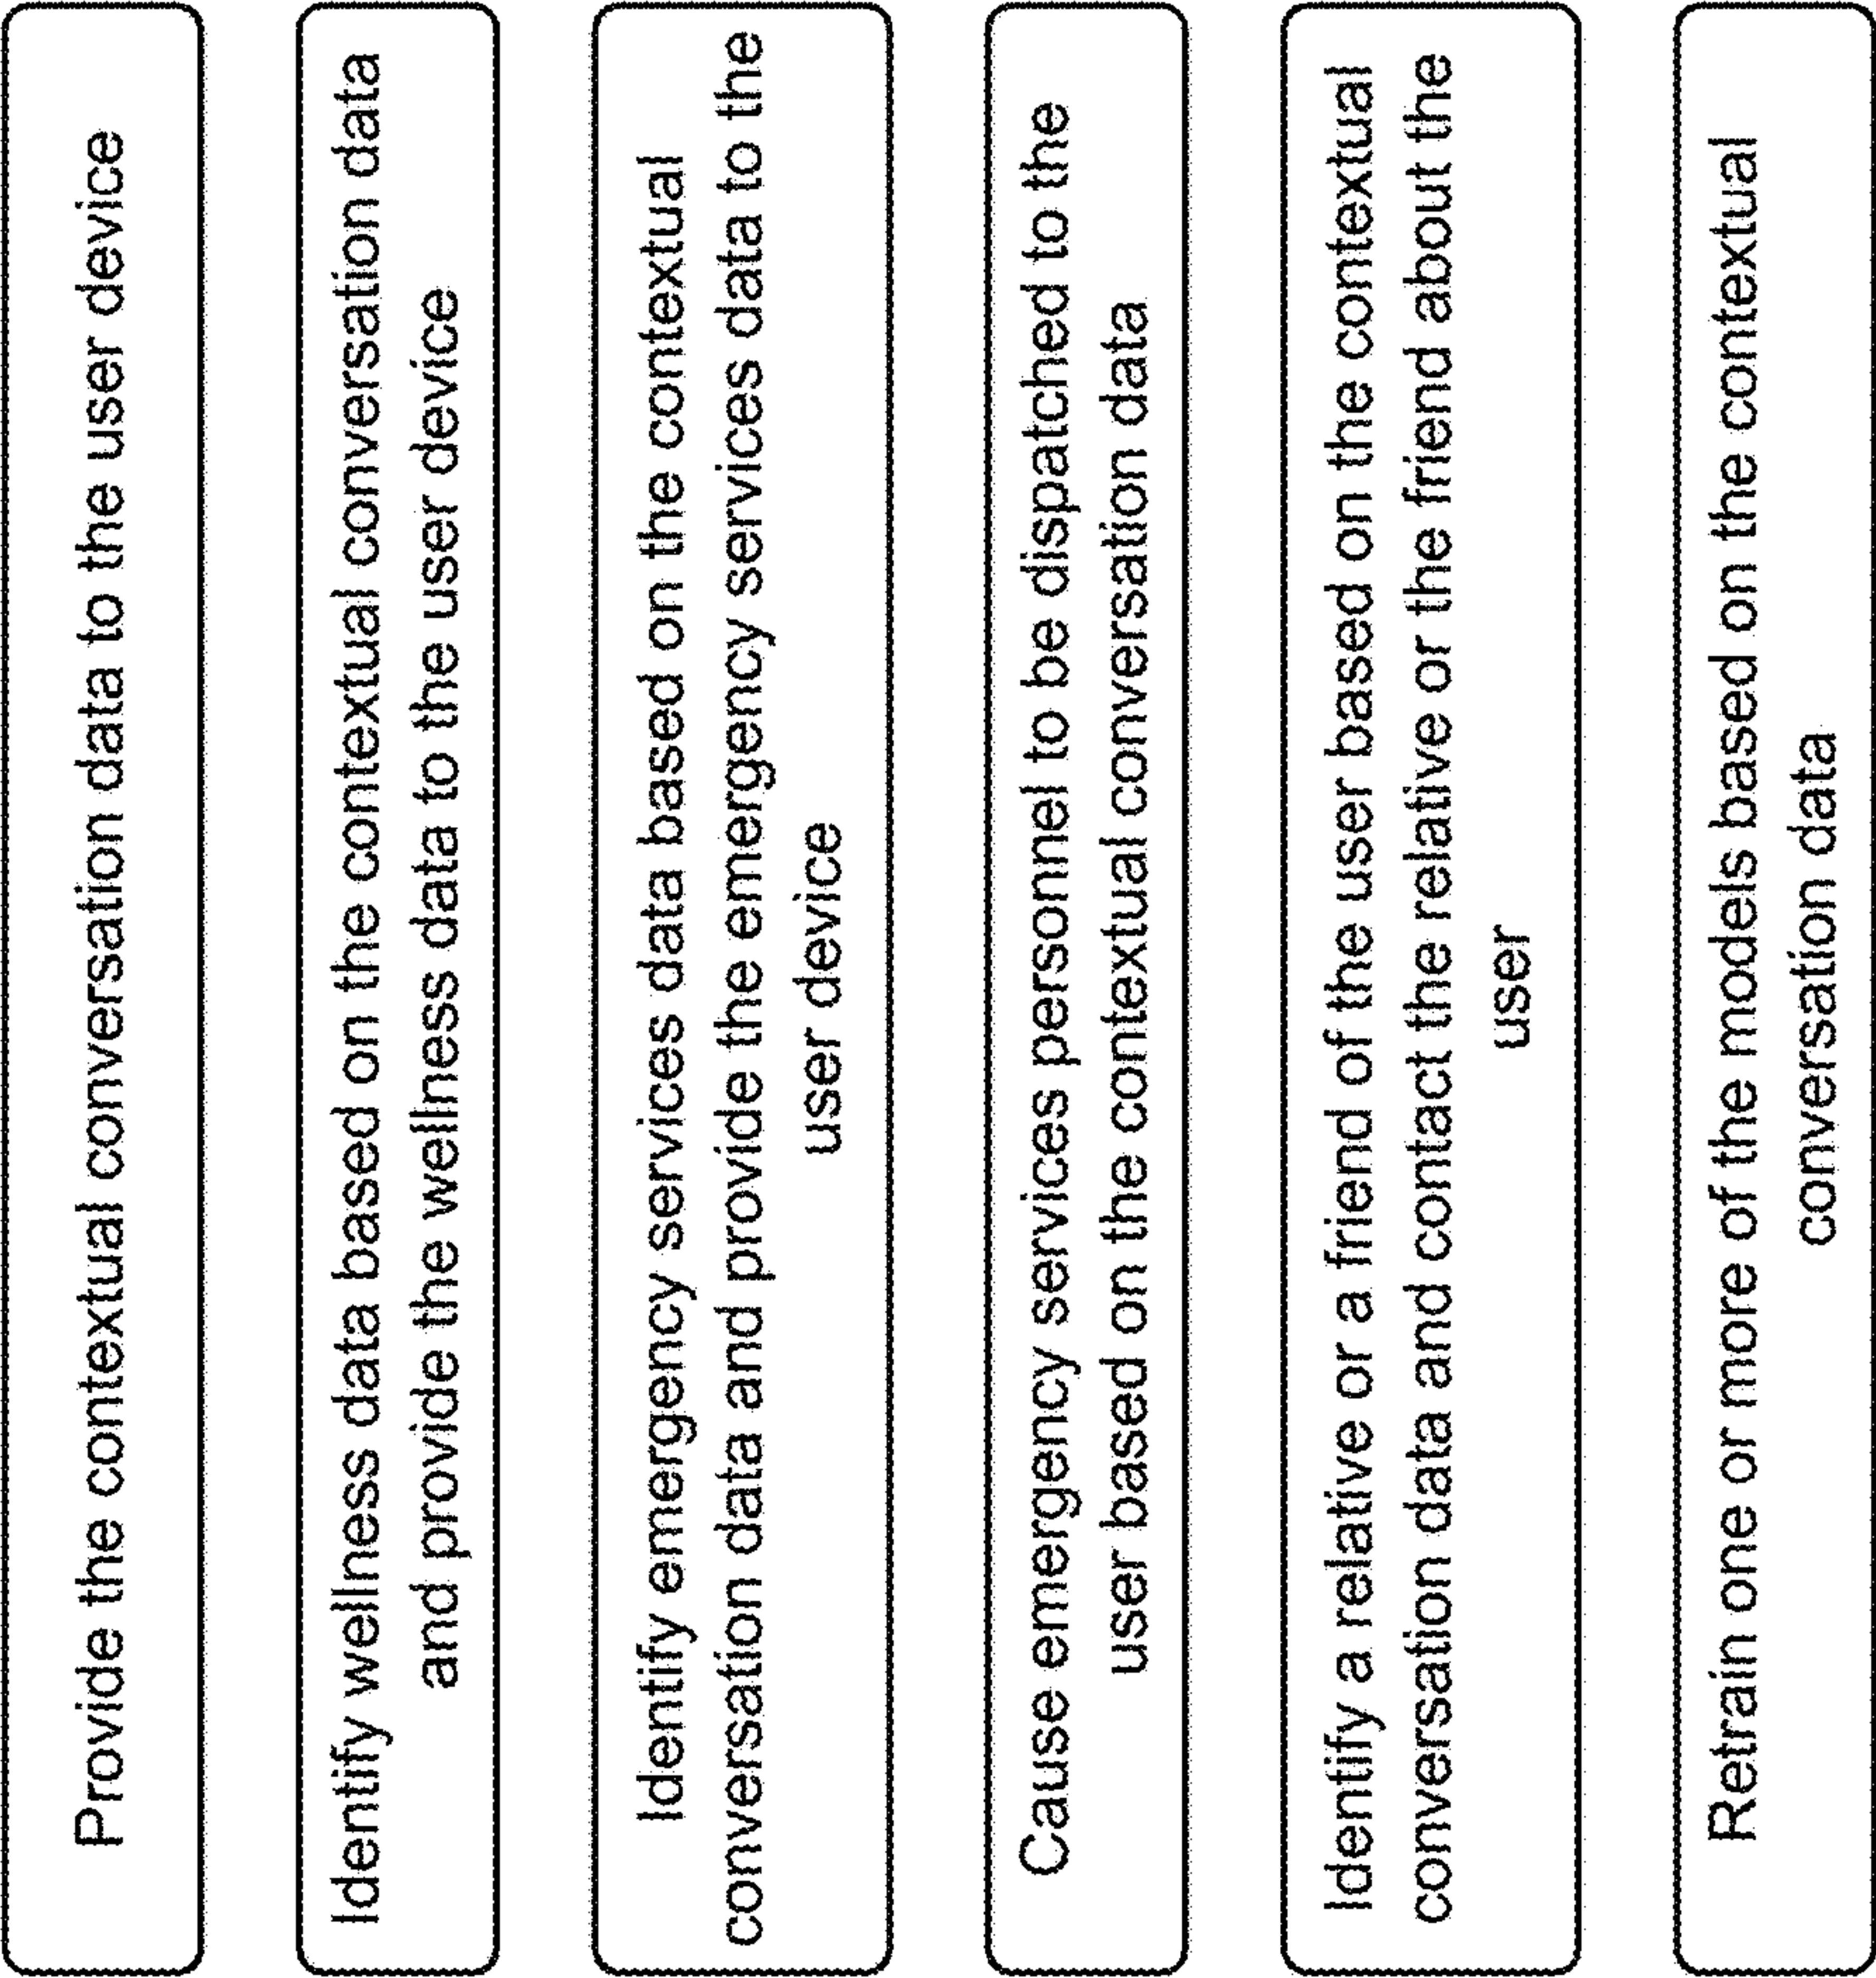 Provide the contextual conversation data to the user device
Identify wellness data based on the contextual conversation data
and provide the wellness data to the user device
Identify emergency services data based on the contextual
conversation data and provide the emergency services data to the
user device
Cause emergency services personnel to be dispatched to the
user based on the contextual conversation data
Identify a relative or a friend of the user based on the contextual
conversation data and contact the relative or the friend about the
user
Retrain one or more of the models based on the contextual
conversation data